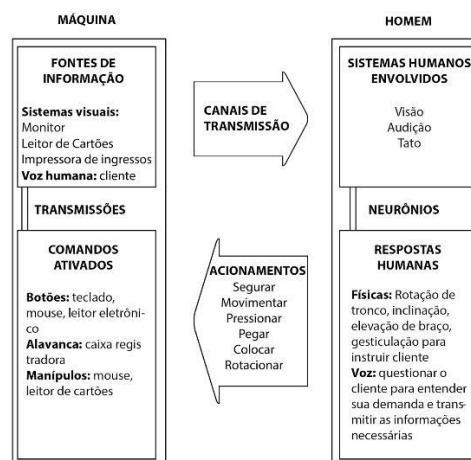 MÁQUINA
FONTES DE
INFORMAÇÃO
Sistemas visuais:
Monitor
Leitor de Cartões
Impressora de ingressos
Voz humana: cliente
TRANSMISSÕES
COMANDOS
ATIVADOS
Botões: teclado,
mouse, leitor eletrôni-
co
Alavanca: caixa regis
tradora
Manípulos: mouse,
leitor de cartões
CANAIS DE
TRANSMISSÃO
ACIONAMENTOS
Segurar
Movimentar
Pressionar
Pegar
Colocar
Rotacionar
HOMEM
SISTEMAS HUMANOS
ENVOLVIDOS
Visão
Audição
Tato
NEURÔNIOS
RESPOSTAS
HUMANAS
Físicas: Rotação de
tronco, inclinação,
elevação de braço,
gesticulação para
instruir cliente
Voz: questionar o
cliente para entender
sua demanda e trans-
mitir as informações
necessárias